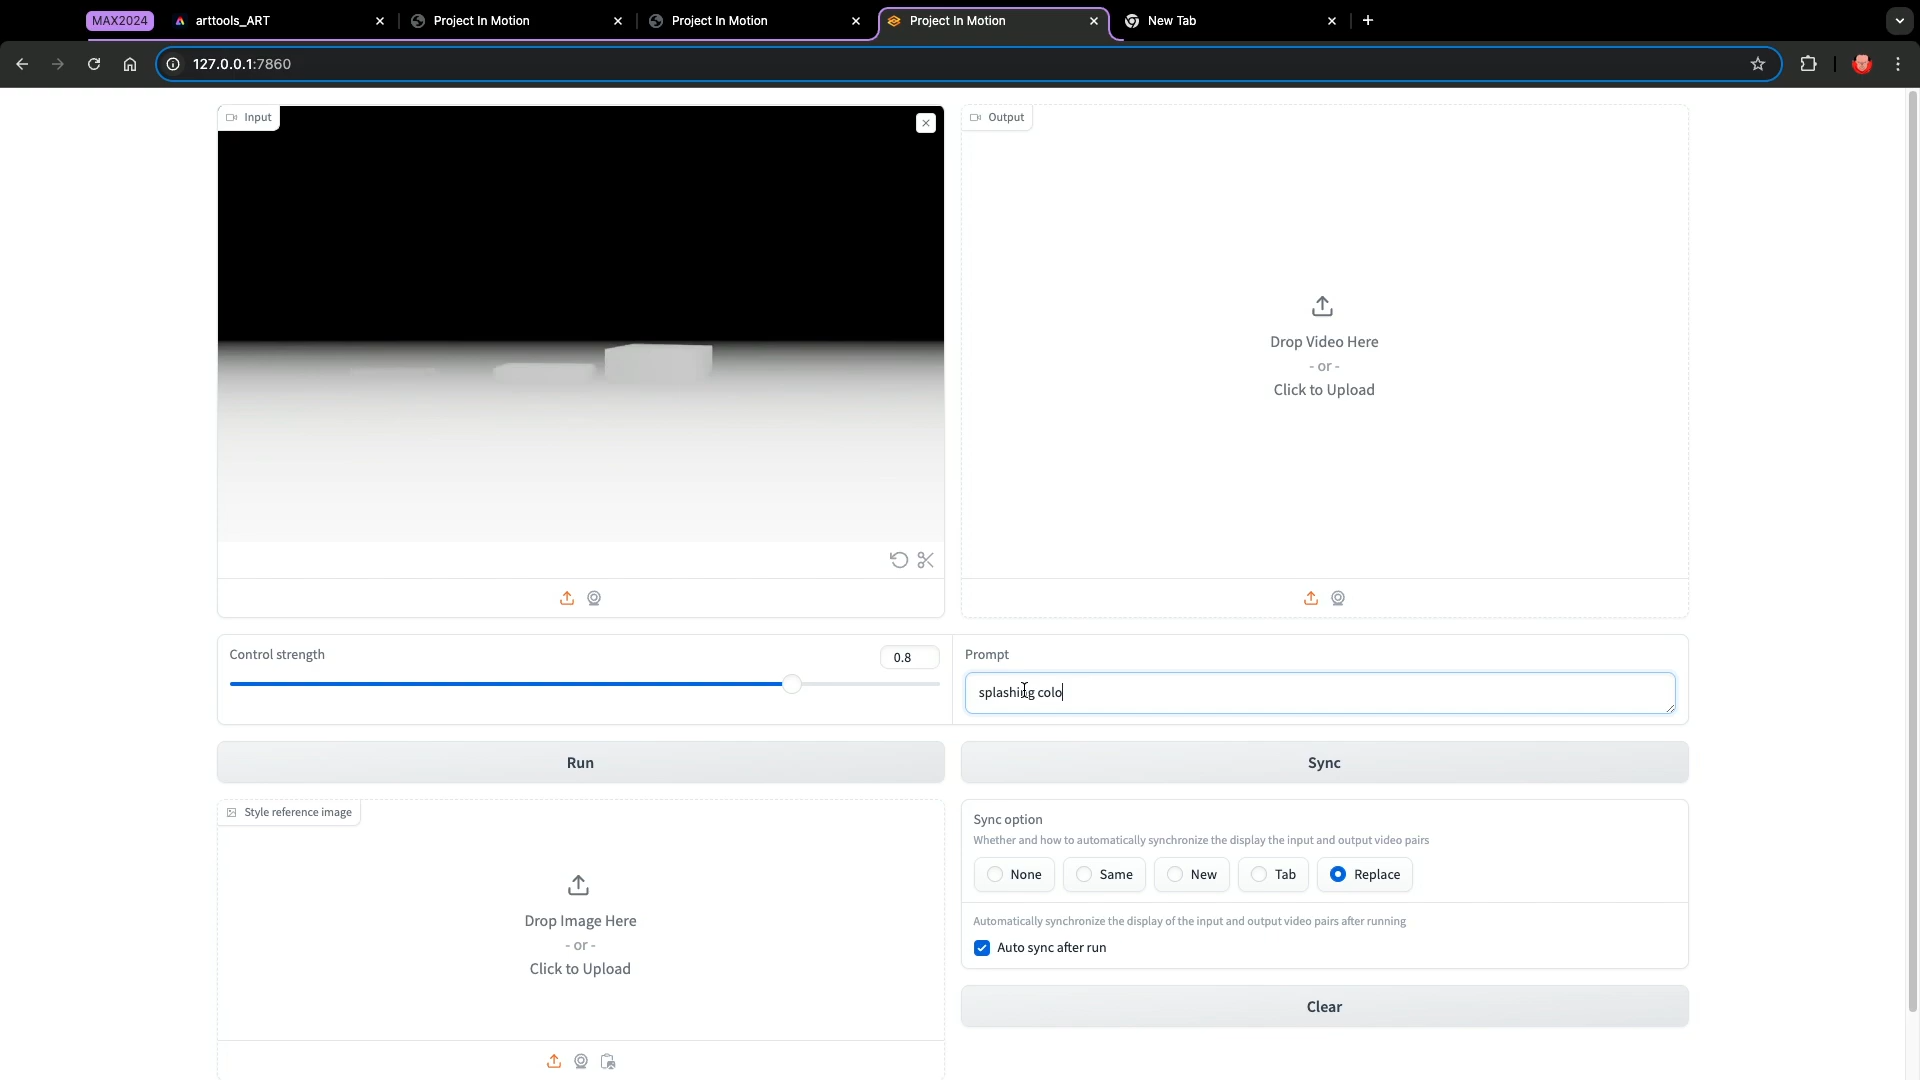 MAX2024
arttools_ART
Project In Motion
Project In Motion
Project In Motion
New Tab
127.0.0.1:7860
Input
Output
Drop Video Here
- or -
Click to Upload
Control strength
0.8
Prompt
splashing colo
Run
Sync
Style reference image
Drop Image Here
- or -
Click to Upload
Sync option
Whether and how to automatically synchronize the display the input and output video pairs
None
Same
New
Tab
Replace
Automatically synchronize the display of the input and output video pairs after running
Auto sync after run
Clear